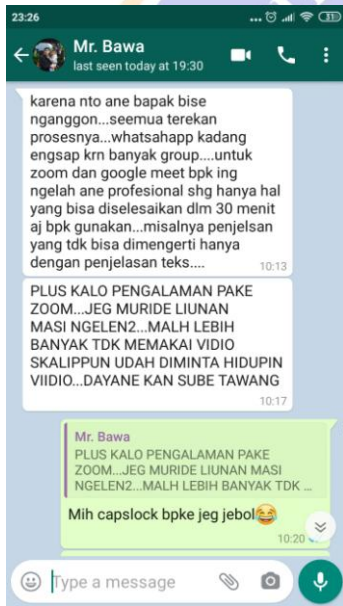 23:26
Mr. Bawa
last seen today at 19:30
karena nto ane bapak bise
nganggon...seemua terekan
prosesnya...whatsahapp kadang
engsap krn banyak group....untuk
zoom dan google meet bpk ing
ngelah ane profesional shg hanya hal
yang bisa diselesaikan dlm 30 menit
aj bpk gunakan...misalnya penjelsan
yang tdk bisa dimengerti hanya
dengan penjelasan teks....
10:13
PLUS KALO PENGALAMAN PAKE
ZOOM...JEG MURIDE LIUNAN
MASI NGELEN2...MALH LEBIH
BANYAK TDK MEMAKAI VIDIO
SKALIPPUN UDAH DIMINTA HIDUPIN
VIIDIO...DAYANE KAN SUBE TAWANG
10:17
Mr. Bawa
PLUS KALO PENGALAMAN PAKE
ZOOM...JEG MURIDE LIUNAN MASI
NGELEN2...MALH LEBIH BANYAK TDK ...
Mih capslock bpke jeg jebol😂
10:20
Type a message